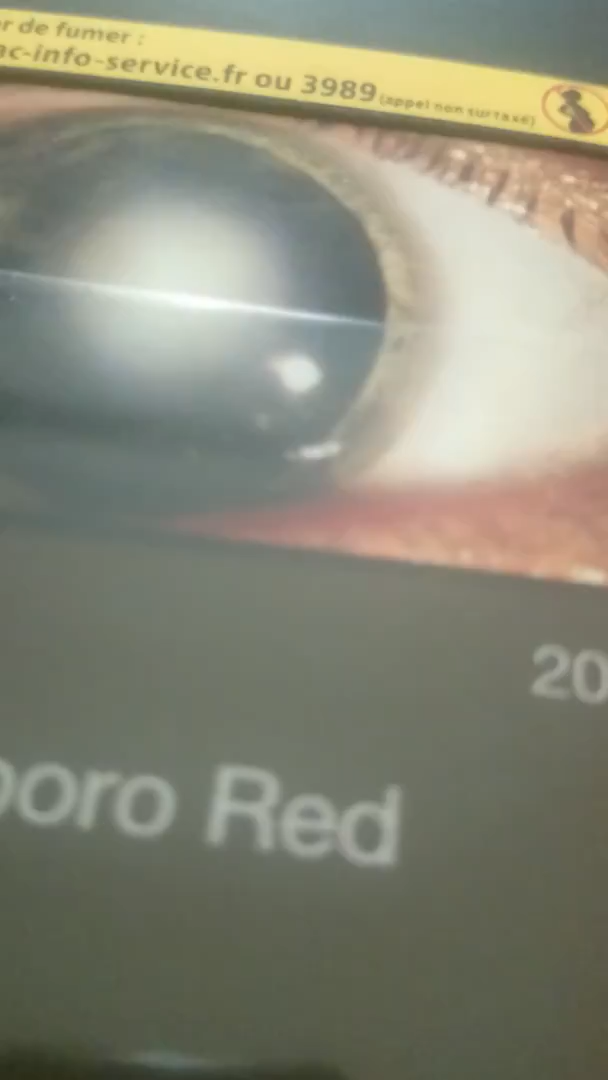 r de fumer :
ac-info-service.fr ou 3989 (appel non surtaxé)
20
boro Red